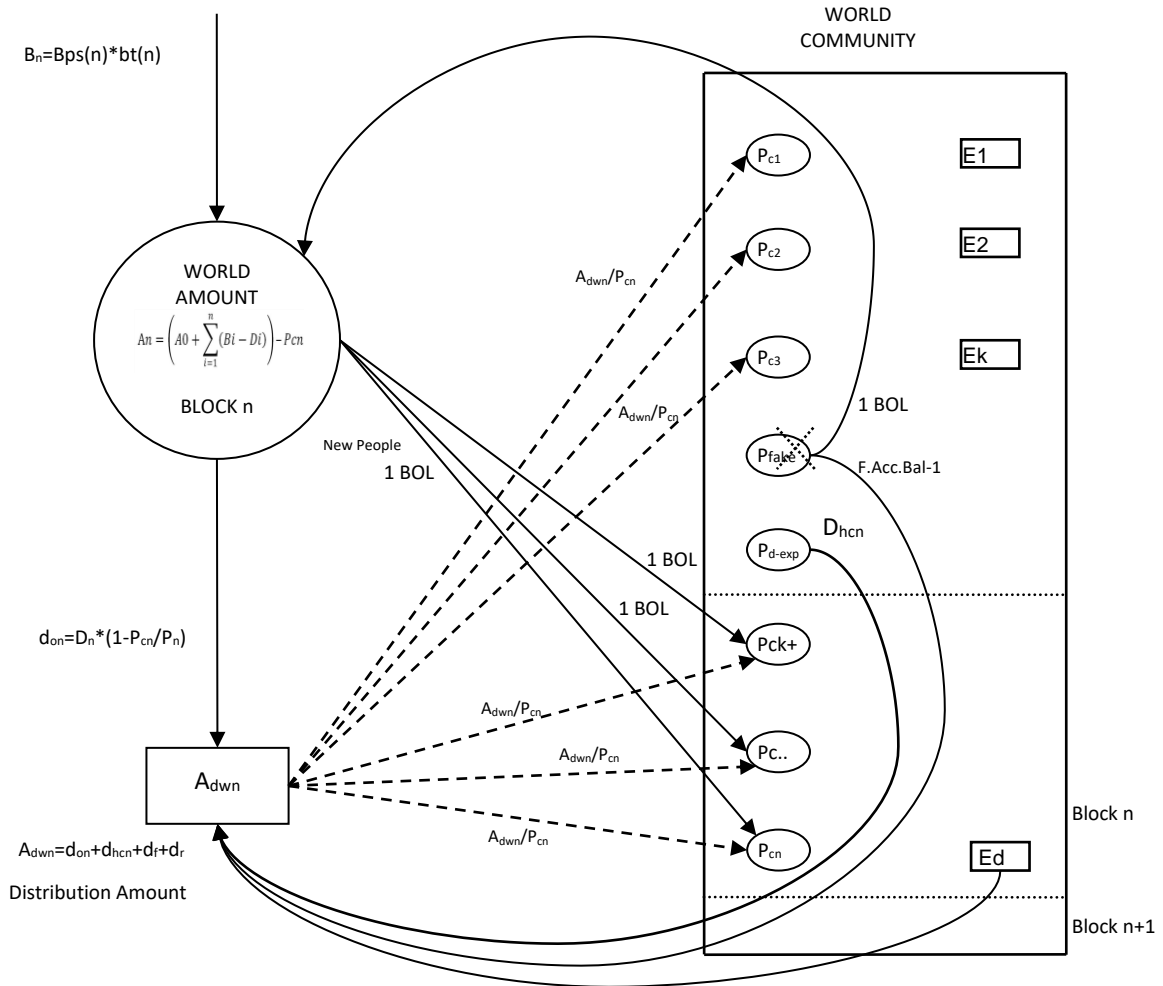 WORLD
COMMUNITY
Bn=Bps(n)*bt(n)
Pc1
E1
Pc2
E2
WORLD
AMOUNT
An = (A0 + ∑ i=1 n (Bi − Di)) − Pcn
BLOCK n
Adwn/Pcn
Pc3
Ek
Adwn/Pcn
1 BOL
New People
1 BOL
Pfake
F.Acc.Bal-1
Dhcn
Pd-exp
1 BOL
1 BOL
don=Dn*(1-Pcn/Pn)
Pck+
Adwn/Pcn
Pc..
Adwn/Pcn
Adwn
Block n
Adwn/Pcn
Pcn
Ed
Adwn=don+dhcn+df+dr
Distribution Amount
Block n+1